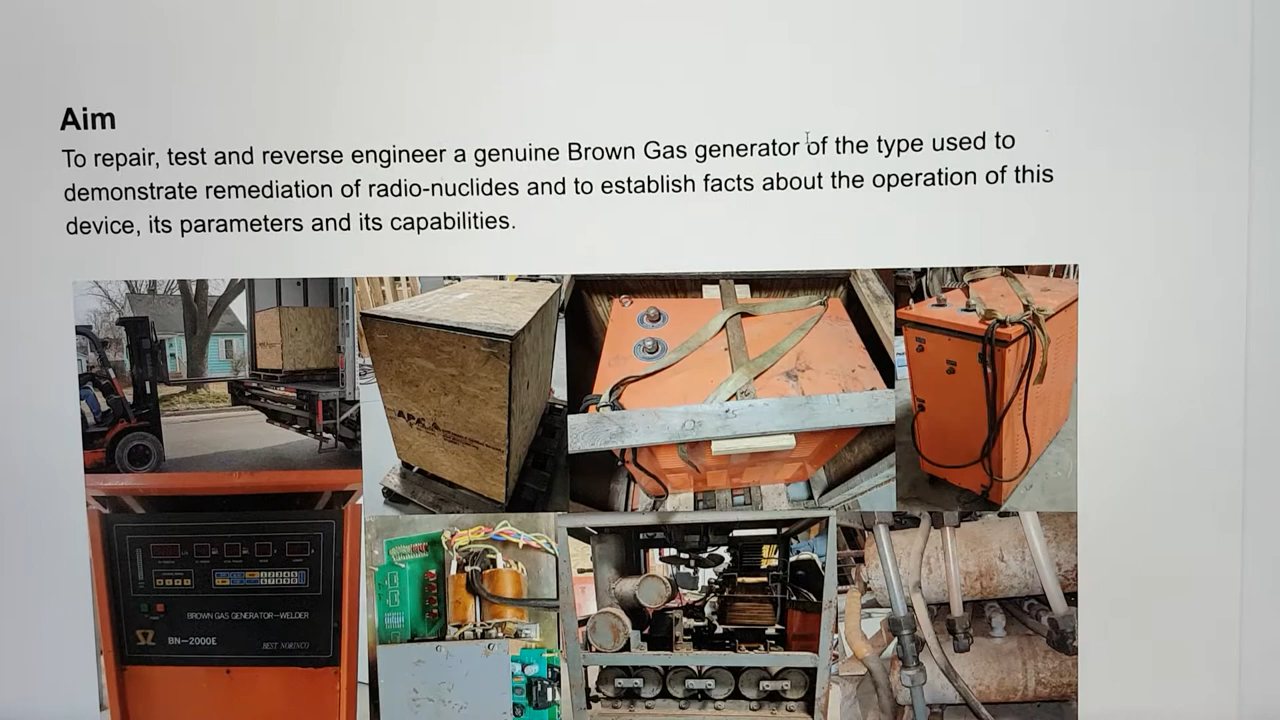 Aim
To repair, test and reverse engineer a genuine Brown Gas generator of the type used to
demonstrate remediation of radio-nuclides and to establish facts about the operation of this
device, its parameters and its capabilities.
APA
BROWN GAS GENERATOR-WELDER
BN-2000E
BEST NORINCO